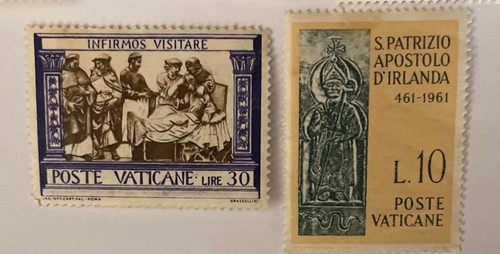 INFIRMOS VISITARE
POSTE VATICANE · LIRE 30
S. PATRIZIO
APOSTOLO
D'IRLANDA
461-1961
L.10
POSTE
VATICANE